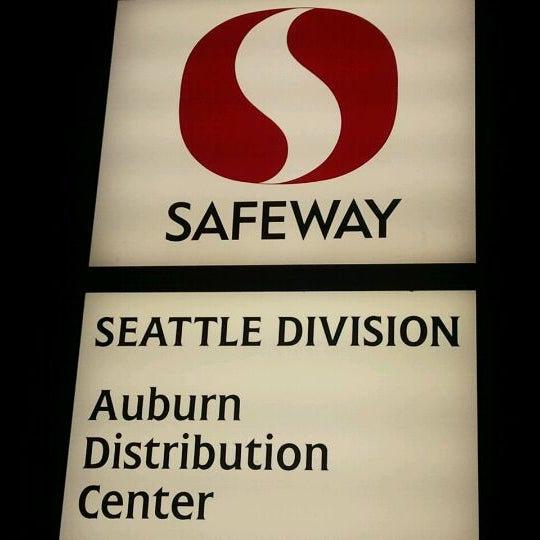 SAFEWAY
SEATTLE DIVISION
Auburn
Distribution
Center